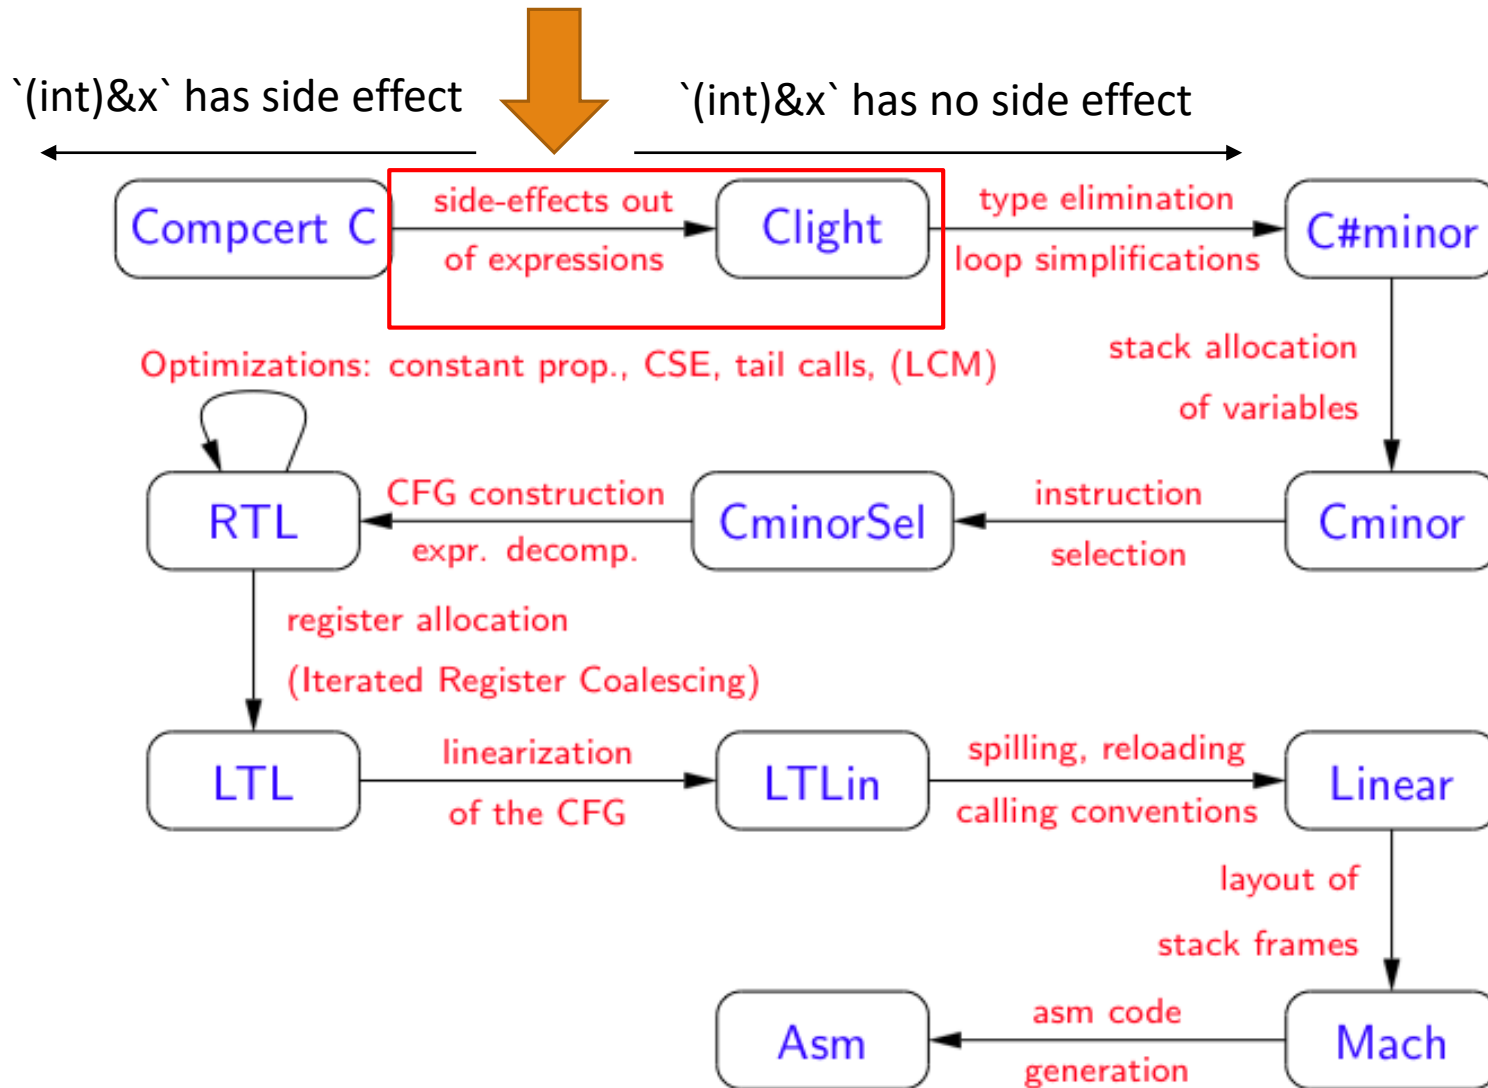 `(int)&x` has side effect
`(int)&x` has no side effect
Compcert C
side-effects out
of expressions
Clight
type elimination
loop simplifications
C#minor
stack allocation
of variables
Optimizations: constant prop., CSE, tail calls, (LCM)
RTL
CFG construction
expr. decomp.
CminorSel
instruction
selection
Cminor
register allocation
(Iterated Register Coalescing)
LTL
linearization
of the CFG
LTLin
spilling, reloading
calling conventions
Linear
layout of
stack frames
Asm
asm code
generation
Mach